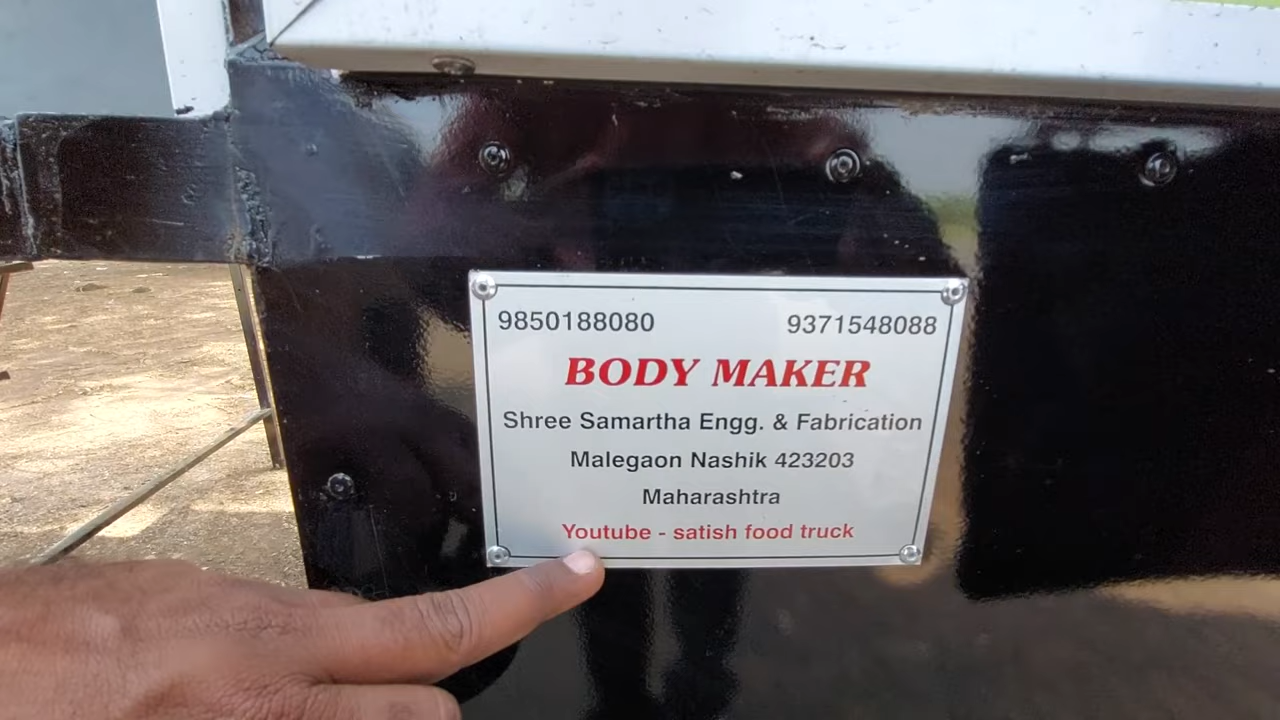 9850188080 9371548088
BODY MAKER
Shree Samartha Engg. & Fabrication
Malegaon Nashik 423203
Maharashtra
Youtube - satish food truck